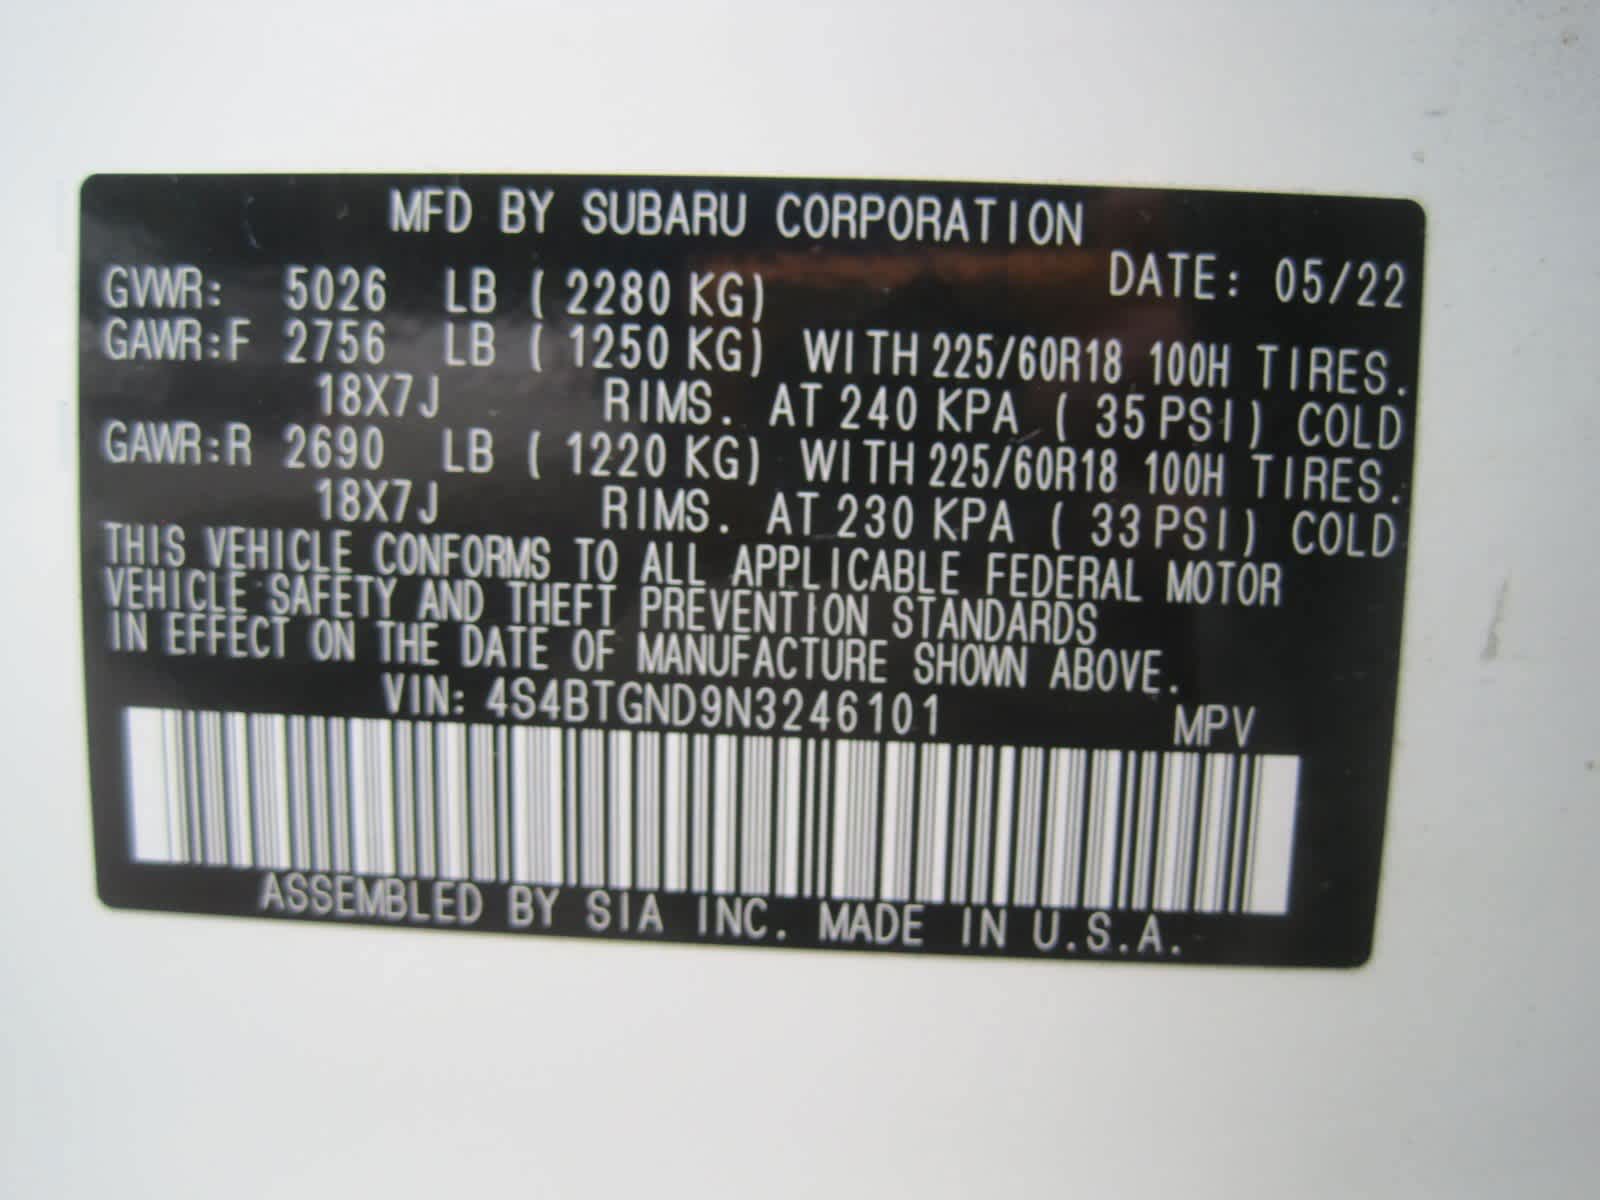 MFD BY SUBARU CORPORATION
DATE: 05/22
GVWR: 5026 LB ( 2280 KG)
GAWR:F 2756 LB ( 1250 KG) WITH 225/60R18 100H TIRES.
18X7J RIMS. AT 240 KPA ( 35 PSI) COLD
GAWR:R 2690 LB ( 1220 KG) WITH 225/60R18 100H TIRES.
18X7J RIMS. AT 230 KPA ( 33 PSI) COLD
THIS VEHICLE CONFORMS TO ALL APPLICABLE FEDERAL MOTOR
VEHICLE SAFETY AND THEFT PREVENTION STANDARDS
IN EFFECT ON THE DATE OF MANUFACTURE SHOWN ABOVE.
VIN: 4S4BTGND9N3246101 MPV
ASSEMBLED BY SIA INC. MADE IN U.S.A.